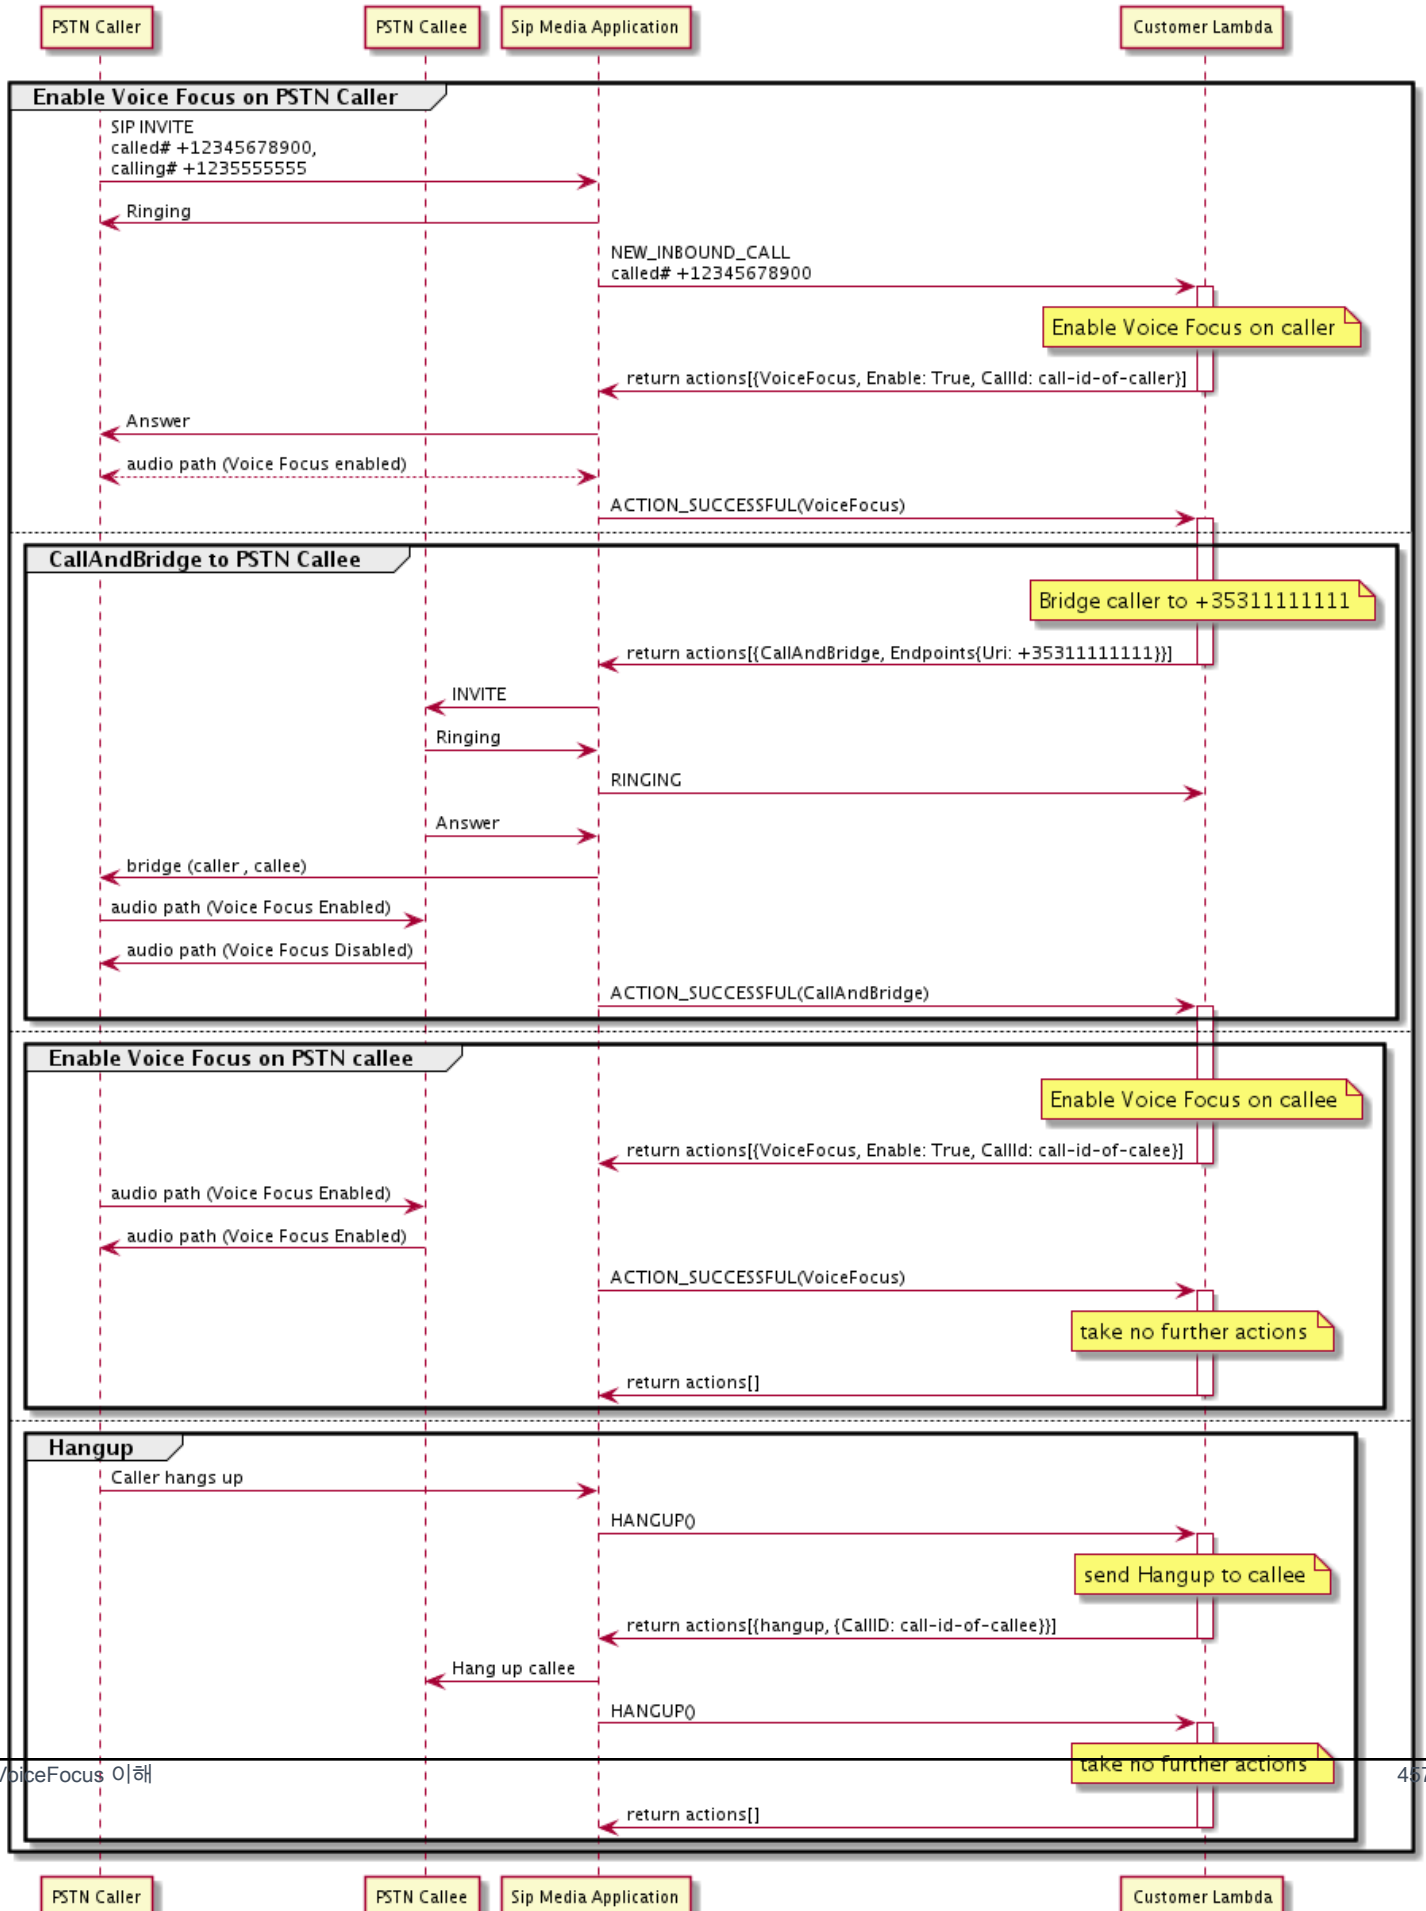 PSTN Caller
PSTN Callee
Sip Media Application
Customer Lambda
Enable Voice Focus on PSTN Caller
SIP INVITE
called# +12345678900,
calling# +1235555555
Ringing
NEW_INBOUND_CALL
called# +12345678900
Enable Voice Focus on caller
return actions[{VoiceFocus, Enable: True, CallId: call-id-of-caller}]
Answer
audio path (Voice Focus enabled)
ACTION_SUCCESSFUL(VoiceFocus)
CallAndBridge to PSTN Callee
Bridge caller to +35311111111
return actions[{CallAndBridge, Endpoints{Uri: +35311111111}}]
INVITE
Ringing
RINGING
Answer
bridge (caller , callee)
audio path (Voice Focus Enabled)
audio path (Voice Focus Disabled)
ACTION_SUCCESSFUL(CallAndBridge)
Enable Voice Focus on PSTN callee
Enable Voice Focus on callee
return actions[{VoiceFocus, Enable: True, CallId: call-id-of-calee}]
audio path (Voice Focus Enabled)
audio path (Voice Focus Enabled)
ACTION_SUCCESSFUL(VoiceFocus)
take no further actions
return actions[]
Hangup
Caller hangs up
HANGUP()
send Hangup to callee
return actions[{hangup, {CallID: call-id-of-callee}}]
Hang up callee
HANGUP()
take no further actions
VoiceFocus 이해
457
return actions[]
PSTN Caller
PSTN Callee
Sip Media Application
Customer Lambda